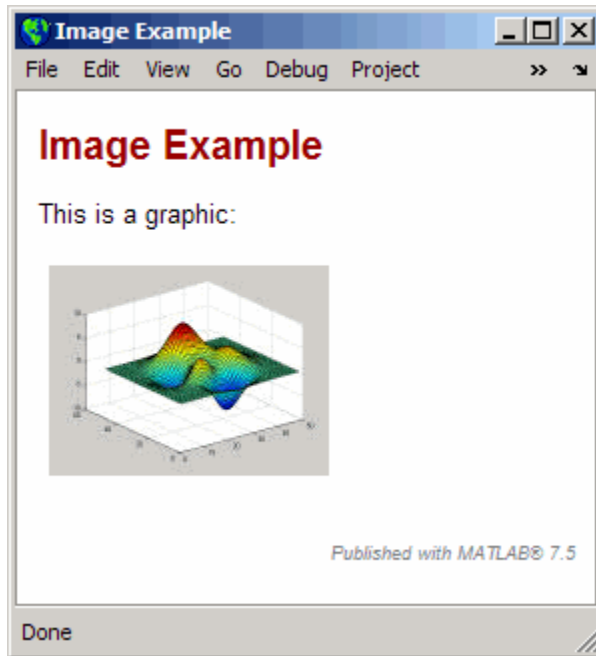 Image Example
File Edit View Go Debug Project »
Image Example
This is a graphic:
Published with MATLAB® 7.5
Done